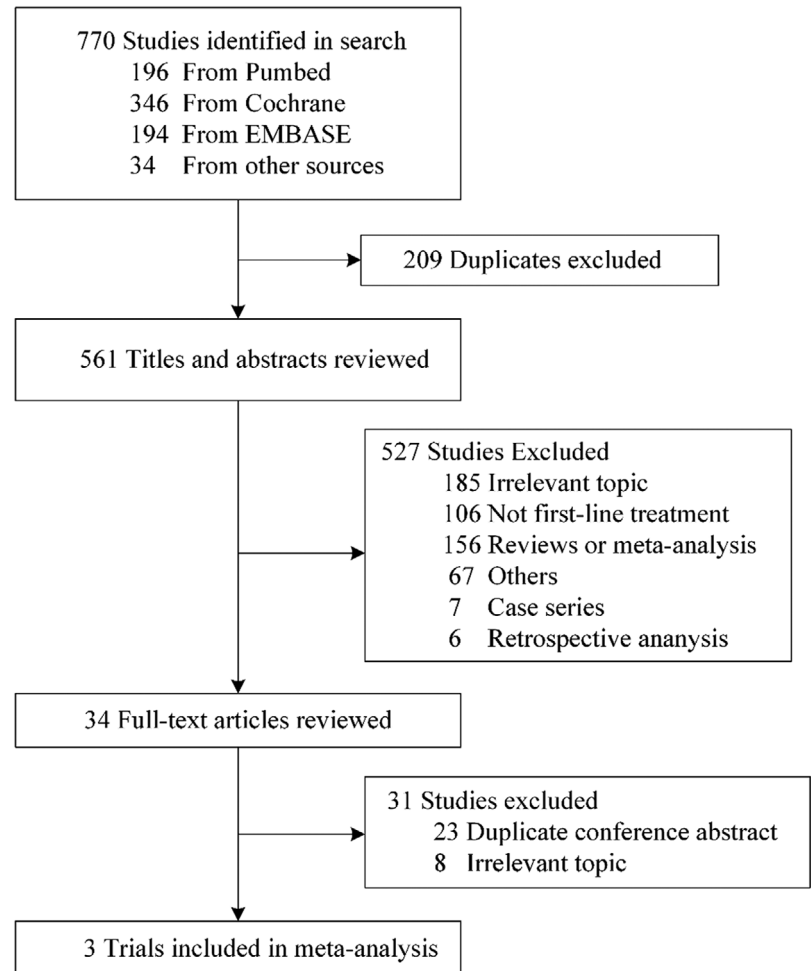 770 Studies identified in search
196 From Pumbed
346 From Cochrane
194 From EMBASE
34 From other sources
209 Duplicates excluded
561 Titles and abstracts reviewed
527 Studies Excluded
185 Irrelevant topic
106 Not first-line treatment
156 Reviews or meta-analysis
67 Others
7 Case series
6 Retrospective ananysis
34 Full-text articles reviewed
31 Studies excluded
23 Duplicate conference abstract
8 Irrelevant topic
3 Trials included in meta-analysis